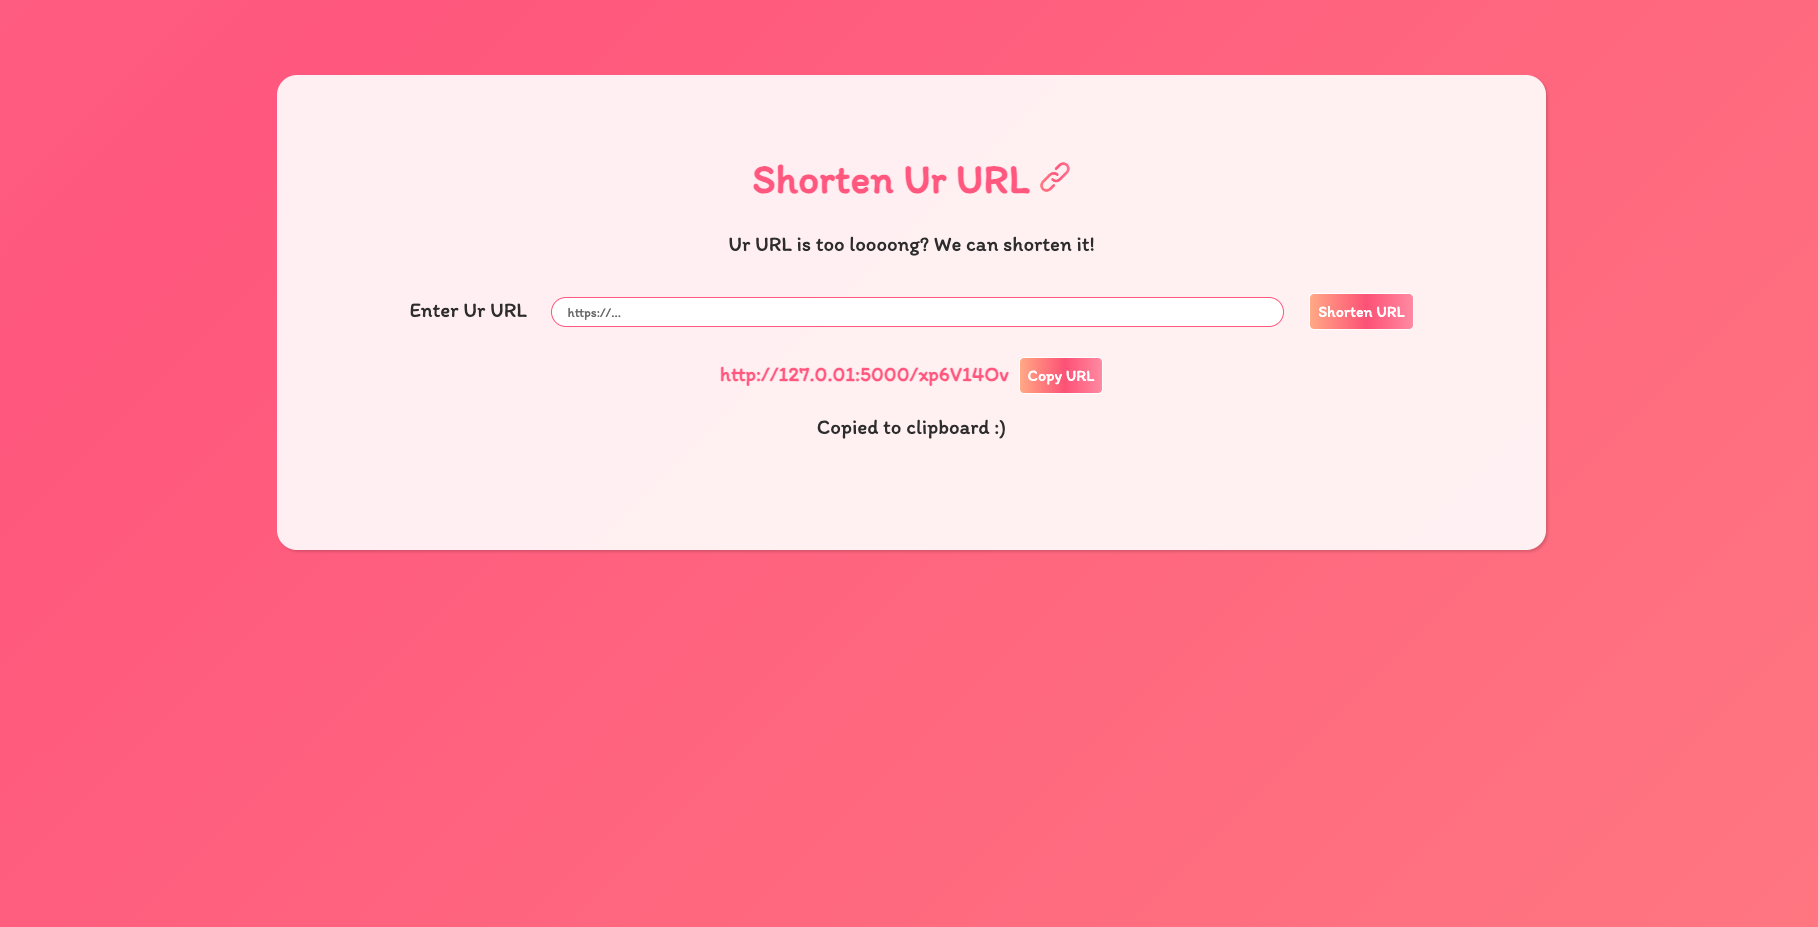 Shorten Ur URL
Ur URL is too loooong? We can shorten it!
Enter Ur URL https://... Shorten URL
http://127.0.01:5000/xp6V14Ov Copy URL
Copied to clipboard :)